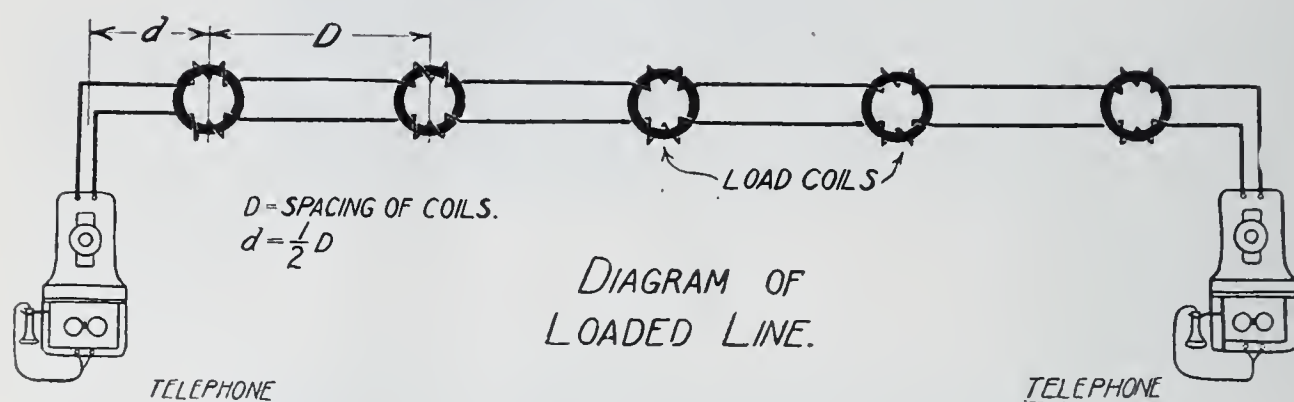 d
D
LOAD COILS
D = SPACING OF COILS.
d = 1/2 D
DIAGRAM OF
LOADED LINE.
TELEPHONE
TELEPHONE